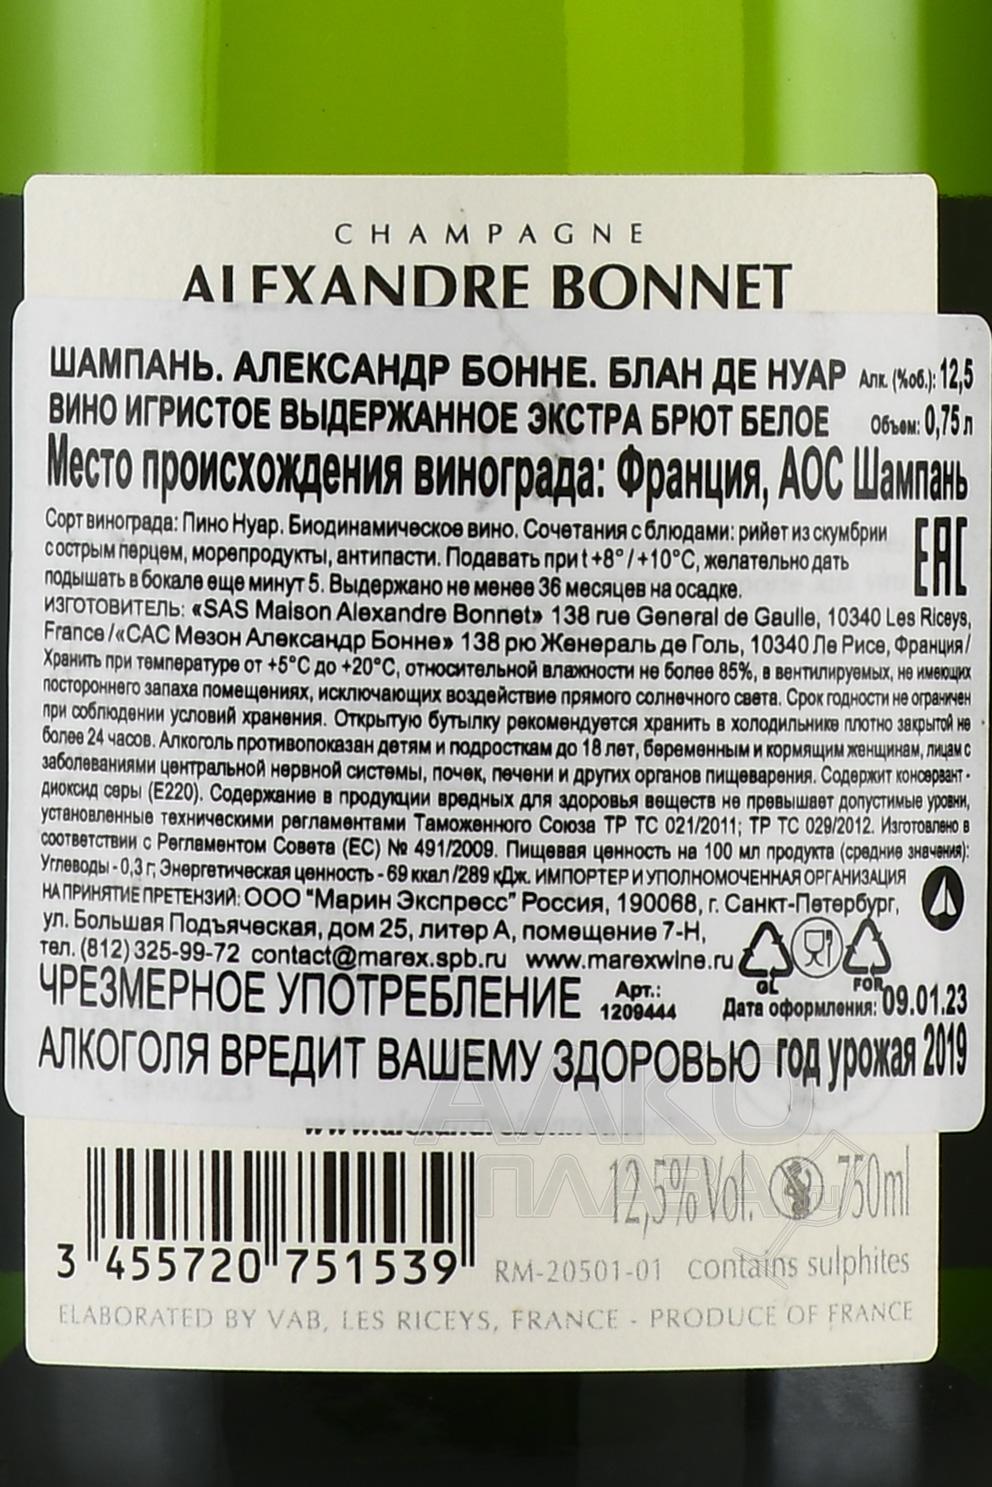 CHAMPAGNE
ALEXANDRE BONNET
ШАМПАНЬ. АЛЕКСАНДР БОННЕ. БЛАН ДЕ НУАР Алк. (%об.): 12,5
ВИНО ИГРИСТОЕ ВЫДЕРЖАННОЕ ЭКСТРА БРЮТ БЕЛОЕ Объем: 0,75 л
Место происхождения винограда: Франция, АОС Шампань
Сорт винограда: Пино Нуар. Биодинамическое вино. Сочетания с блюдами: рийет из скумбрии
с острым перцем, морепродукты, антипасти. Подавать при t +8° / +10°C, желательно дать
подышать в бокале еще минут 5. Выдержано не менее 36 месяцев на осадке.
EAC
ИЗГОТОВИТЕЛЬ: «SAS Maison Alexandre Bonnet» 138 rue General de Gaulle, 10340 Les Riceys,
France /«САС Мезон Александр Бонне» 138 рю Женераль де Голь, 10340 Ле Рисе, Франция/
Хранить при температуре от +5°C до +20°C, относительной влажности не более 85%, в вентилируемых, не имеющих
постороннего запаха помещениях, исключающих воздействие прямого солнечного света. Срок годности не ограничен
при соблюдении условий хранения. Открытую бутылку рекомендуется хранить в холодильнике плотно закрытой не
более 24 часов. Алкоголь противопоказан детям и подросткам до 18 лет, беременным и кормящим женщинам, лицам с
заболеваниями центральной нервной системы, почек, печени и других органов пищеварения. Содержит консервант -
диоксид серы (E220). Содержание в продукции вредных для здоровья веществ не превышает допустимые уровни,
установленные техническими регламентами Таможенного Союза ТР ТС 021/2011; ТР ТС 029/2012. Изготовлено в
соответствии с Регламентом Совета (ЕС) № 491/2009. Пищевая ценность на 100 мл продукта (средние значения):
Углеводы - 0,3 г; Энергетическая ценность - 69 ккал /289 кДж. ИМПОРТЕР И УПОЛНОМОЧЕННАЯ ОРГАНИЗАЦИЯ
НА ПРИНЯТИЕ ПРЕТЕНЗИЙ: ООО "Марин Экспресс" Россия, 190068, г. Санкт-Петербург,
ул. Большая Подъяческая, дом 25, литер А, помещение 7-Н,
тел. (812) 325-99-72 contact@marex.spb.ru www.marexwine.ru
GL FOR
ЧРЕЗМЕРНОЕ УПОТРЕБЛЕНИЕ Арт.: 1209444 Дата оформления: 09.01.23
АЛКОГОЛЯ ВРЕДИТ ВАШЕМУ ЗДОРОВЬЮ год урожая 2019
АЛКО
ПЛАЗА
12,5% Vol. 750ml
3 455720 751539
RM-20501-01 contains sulphites
ELABORATED BY VAB, LES RICEYS, FRANCE - PRODUCE OF FRANCE